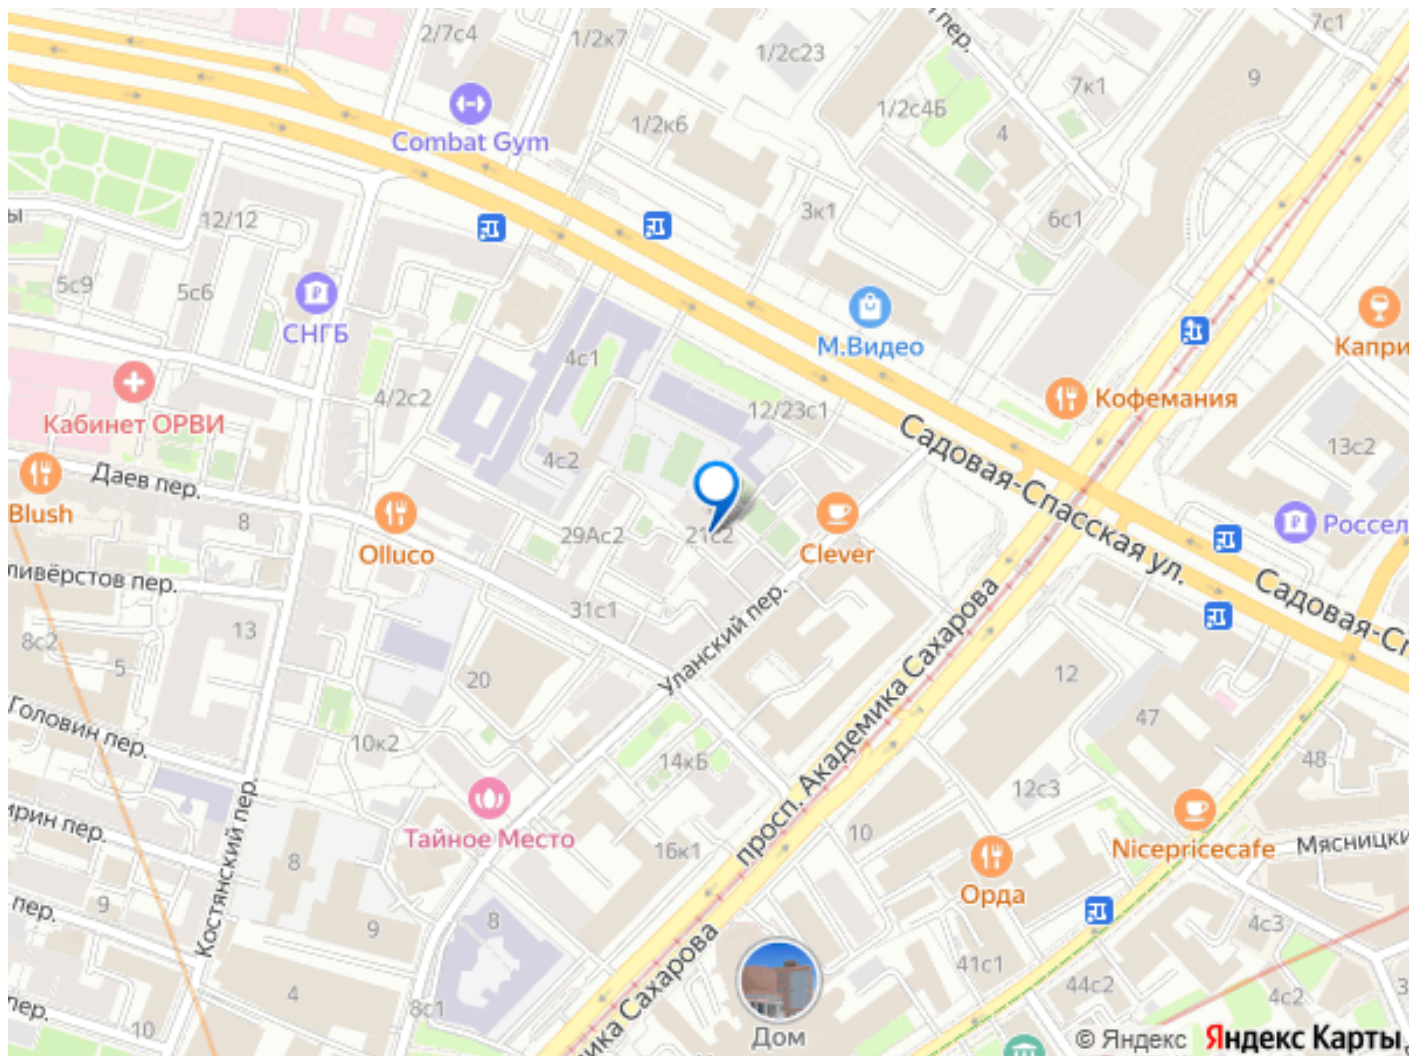 пер.
7с1
2/7с4
1/2к7
1/2с23
9
7к1
Combat Gym
1/2к6
1/2с4Б
4
ы
12/12
3к1
6с1
5с9
5с6
СНГБ
М.Видео
Капри
4с1
4/2с2
12/23с1
Кофемания
Кабинет ОРВИ
Садовая-Спасская ул.
13с2
4с2
Даев пер.
Blush
8
Olluco
29Ас2
21с2
Clever
Россел
ливёрстов пер.
31с1
Садовая-Сп
8с2
13
5
Уланский пер.
просп. Академика Сахарова
12
20
47
Головин пер.
10к2
14кБ
48
12с3
Костянский пер.
ирин пер.
Тайное Место
16к1
10
Nicepricecafe
Мясницки
8
Орда
пер.
9
9
8
4с3
ика Сахарова
41с1
44с2
4с2
3
4
8с1
пер.
10
Дом
© Яндекс Яндекс Карты